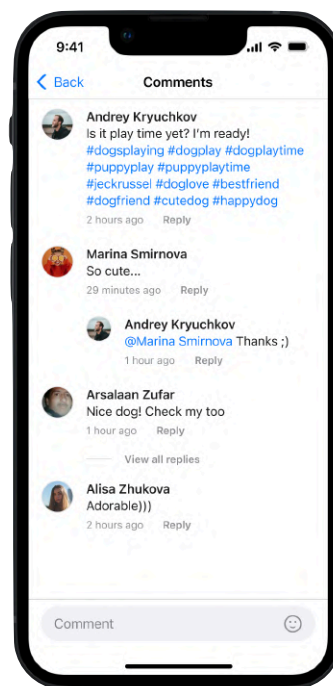 9:41
Back
Comments
Andrey Kryuchkov
Is it play time yet? I'm ready!
#dogsplaying #dogplay #dogplaytime
#puppyplay #puppyplaytime
#jeckrussel #doglove #bestfriend
#dogfriend #cutedog #happydog
2 hours ago Reply
Marina Smirnova
So cute...
29 minutes ago Reply
Andrey Kryuchkov
@Marina Smirnova Thanks ;)
1 hour ago Reply
Arsalaan Zufar
Nice dog! Check my too
1 hour ago Reply
View all replies
Alisa Zhukova
Adorable)))
2 hours ago Reply
Comment